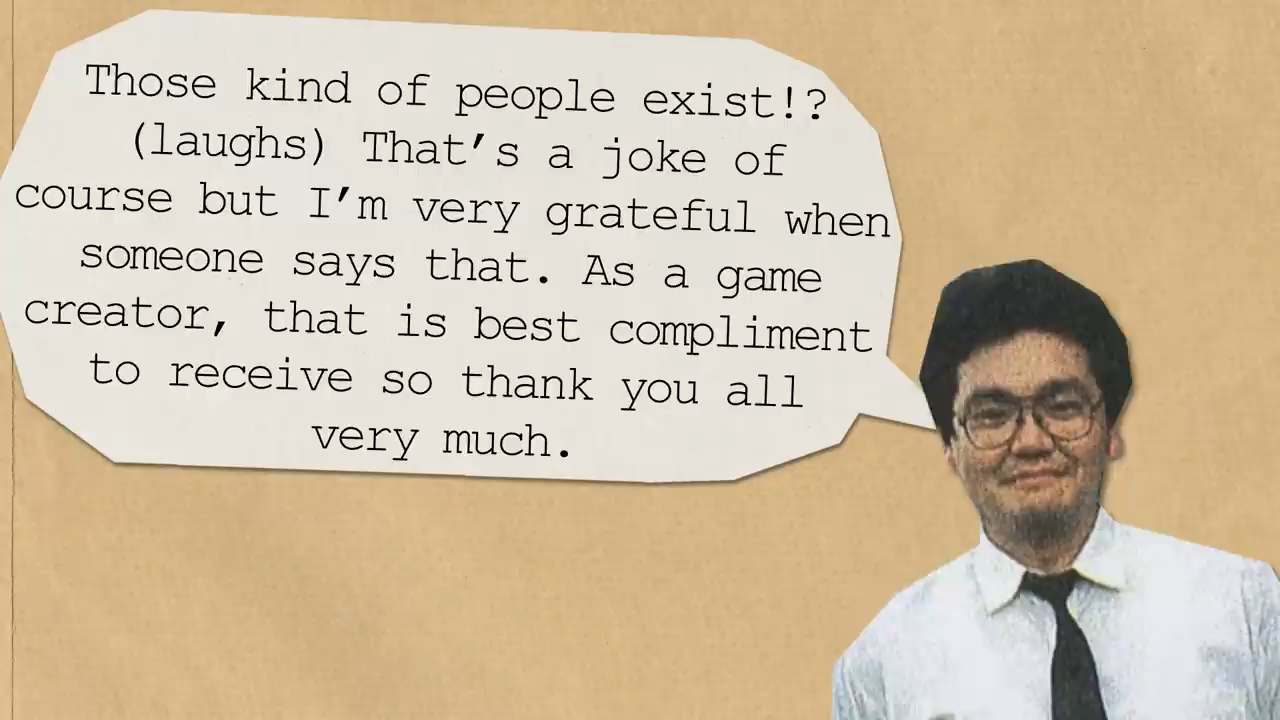 Those kind of people exist!?
(laughs) That's a joke of
course but I'm very grateful when
someone says that. As a game
creator, that is best compliment
to receive so thank you all
very much.